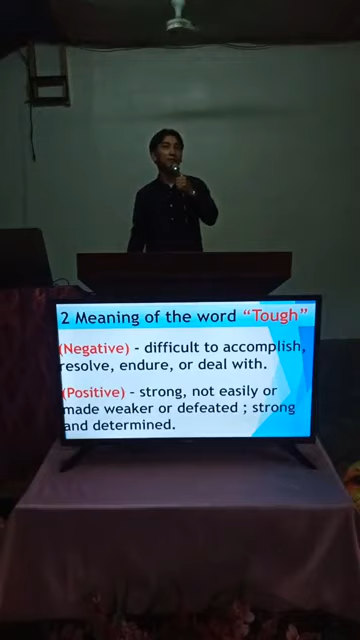 2 Meaning of the word “Tough”
(Negative) - difficult to accomplish,
resolve, endure, or deal with.
(Positive) - strong, not easily or
made weaker or defeated ; strong
and determined.